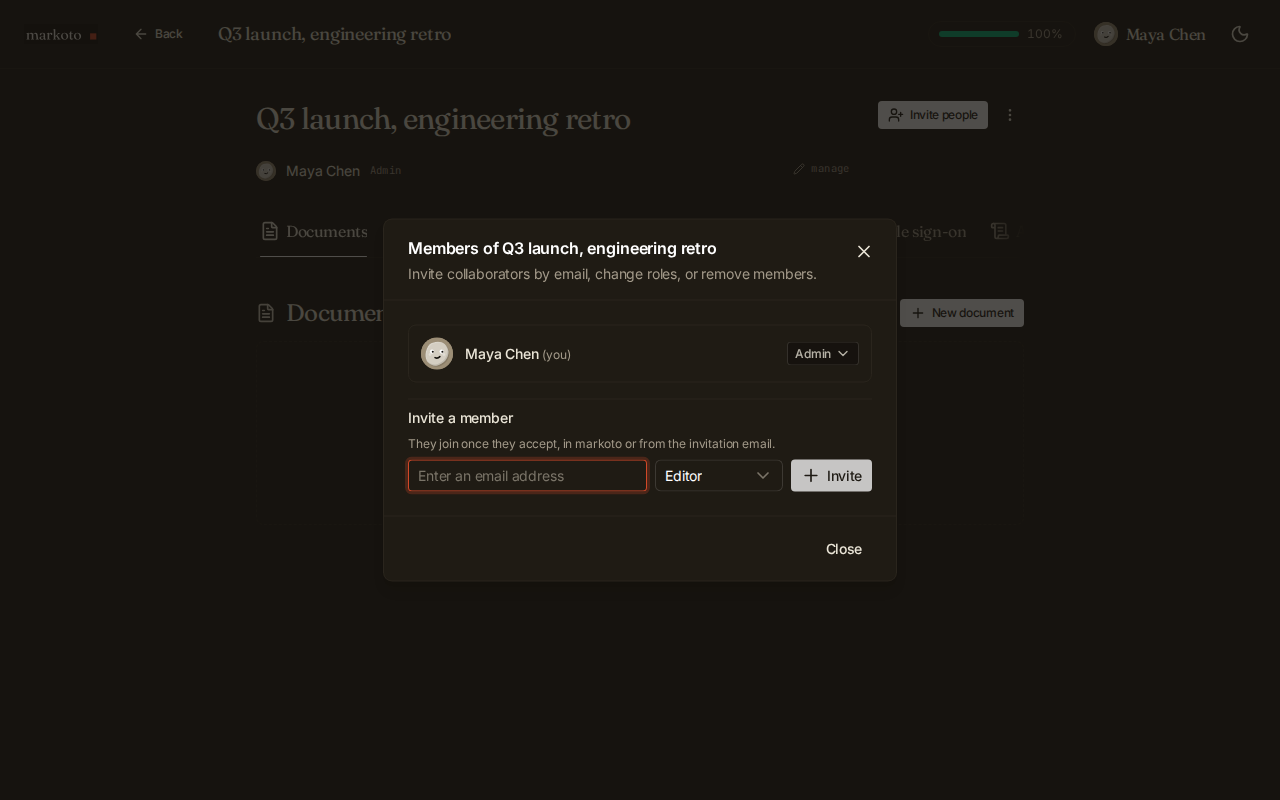 markoto
Back
Q3 launch, engineering retro
100%
Maya Chen
Q3 launch, engineering retro
Invite people
Maya Chen Admin
manage
Documents
sign-on
New document
Members of Q3 launch, engineering retro
Invite collaborators by email, change roles, or remove members.
Maya Chen (you)
Admin
Invite a member
They join once they accept, in markoto or from the invitation email.
Enter an email address
Editor
Invite
Close